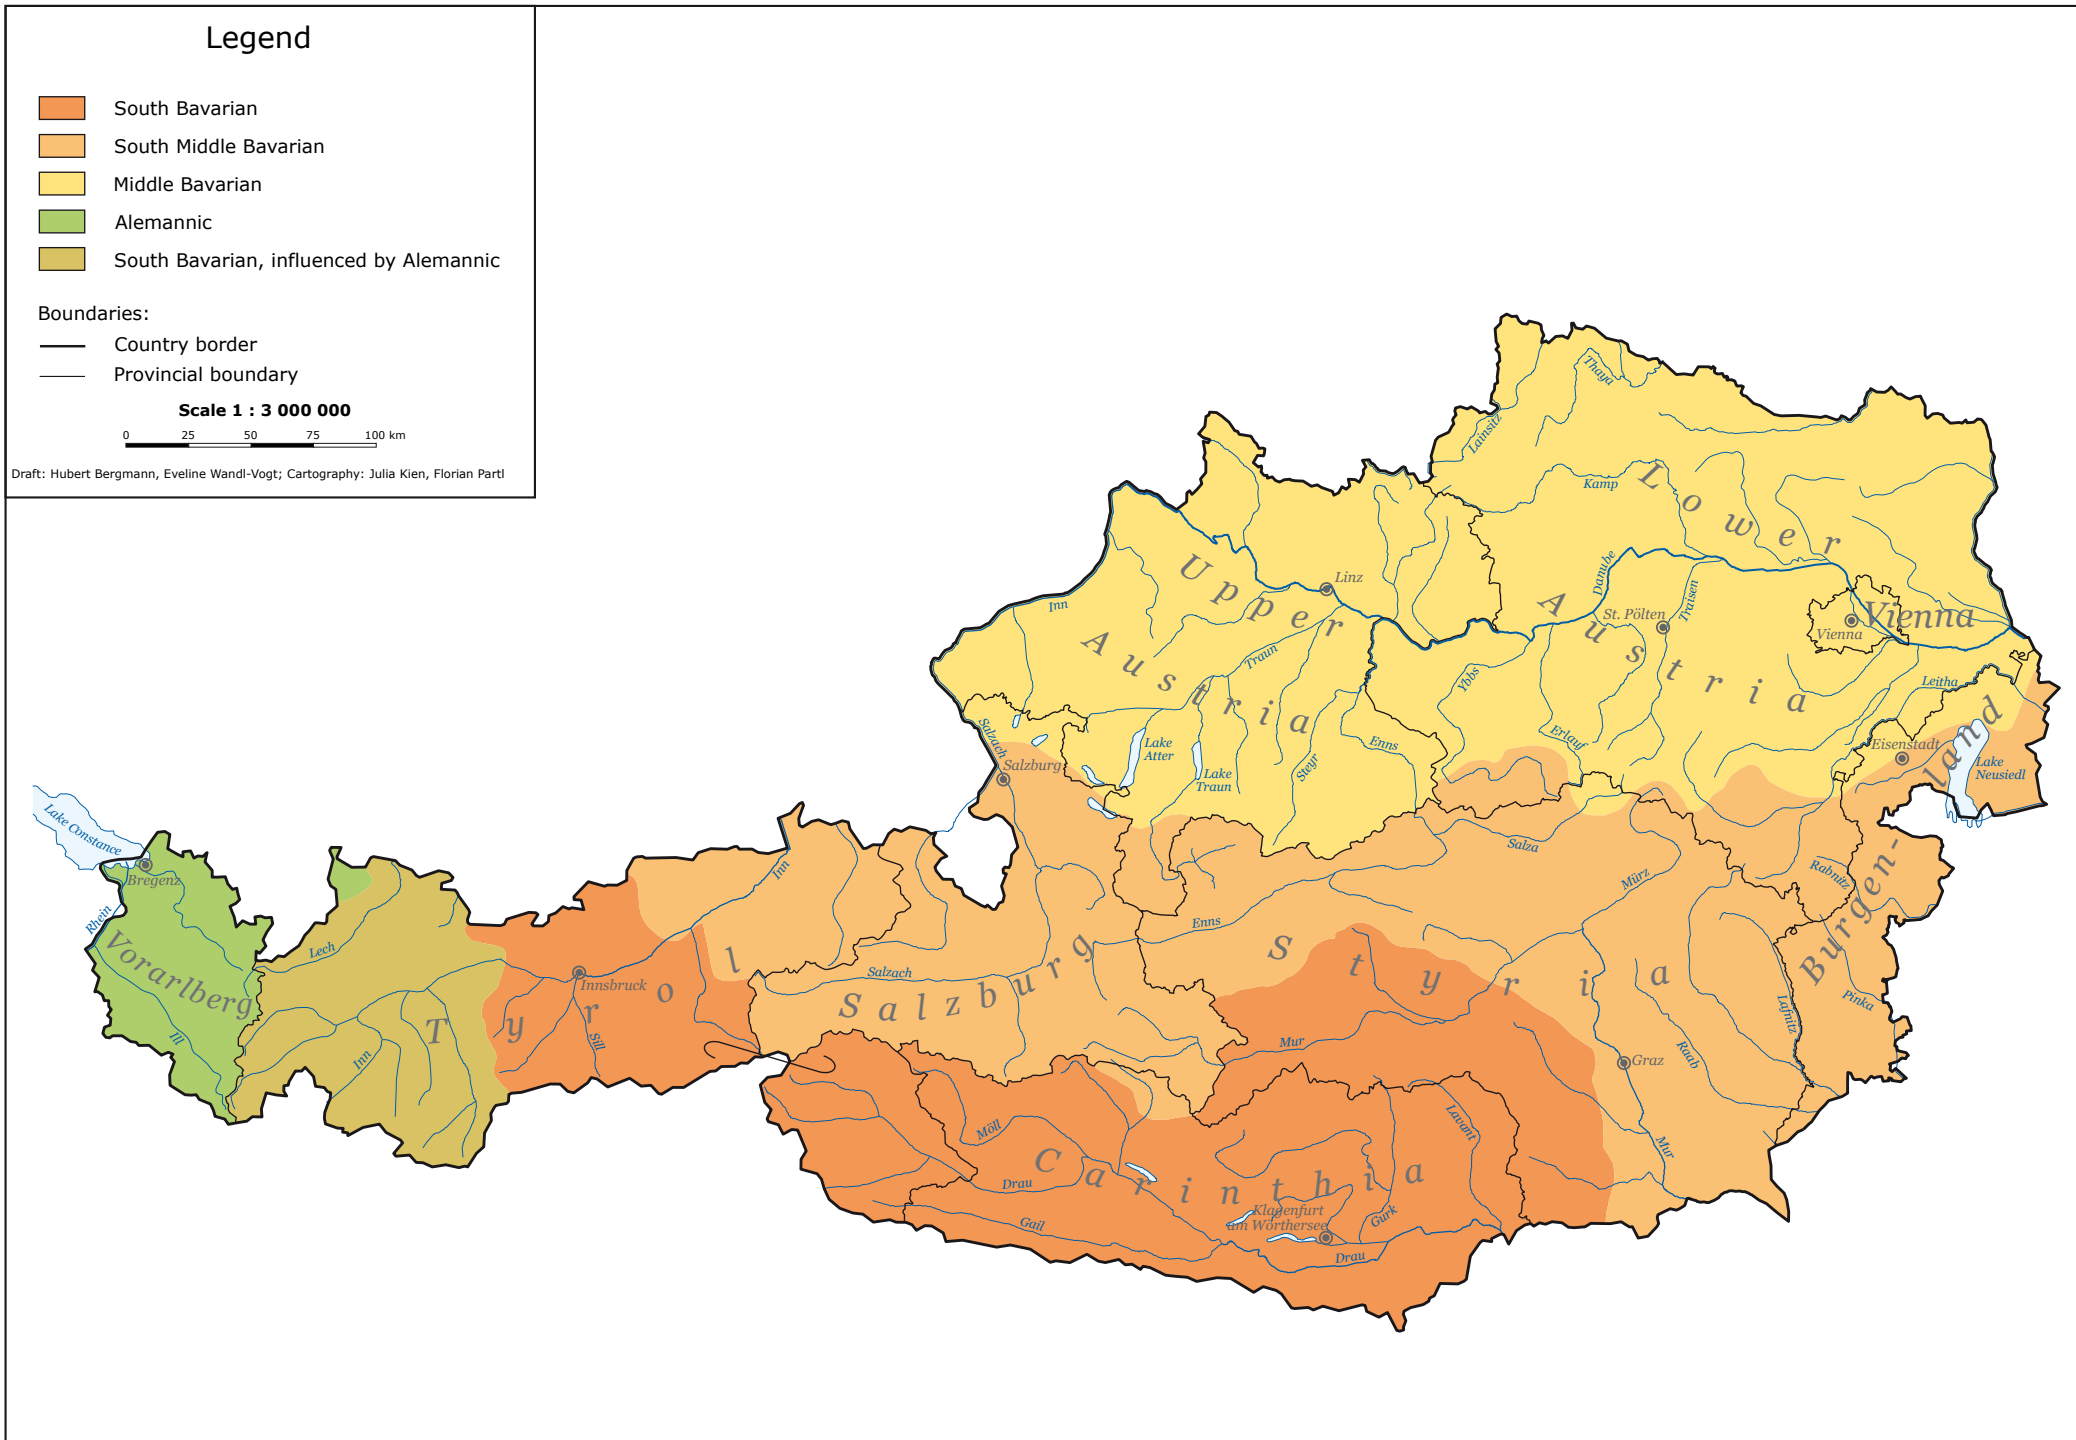 Legend
South Bavarian
South Middle Bavarian
Middle Bavarian
Alemannic
South Bavarian, influenced by Alemannic
Boundaries:
Country border
Provincial boundary
Scale 1 : 3 000 000
0 25 50 75 100 km
Draft: Hubert Bergmann, Eveline Wandl-Vogt; Cartography: Julia Kien, Florian Partl
Thaya
Lainsitz
Kamp
Lower
Austria
Danube
St. Pölten
Traisen
Vienna
Vienna
Upper
Austria
Linz
Inn
Traun
Ybbs
Erlauf
Enns
Steyr
Lake
Atter
Lake
Traun
Salzach
Salzburg
Leitha
Eisenstadt
Lake
Neusiedl
Burgen-
land
Rabnitz
Pinka
Lafnitz
Raab
Lake Constance
Bregenz
Rhein
Vorarlberg
Ill
Lech
Inn
Tyrol
Innsbruck
Sill
Inn
Salzach
Salzburg
Enns
Salza
Mürz
Styria
Mur
Graz
Mur
Möll
Drau
Gail
Carinthia
Lavant
Klagenfurt
am Wörthersee
Gurk
Drau